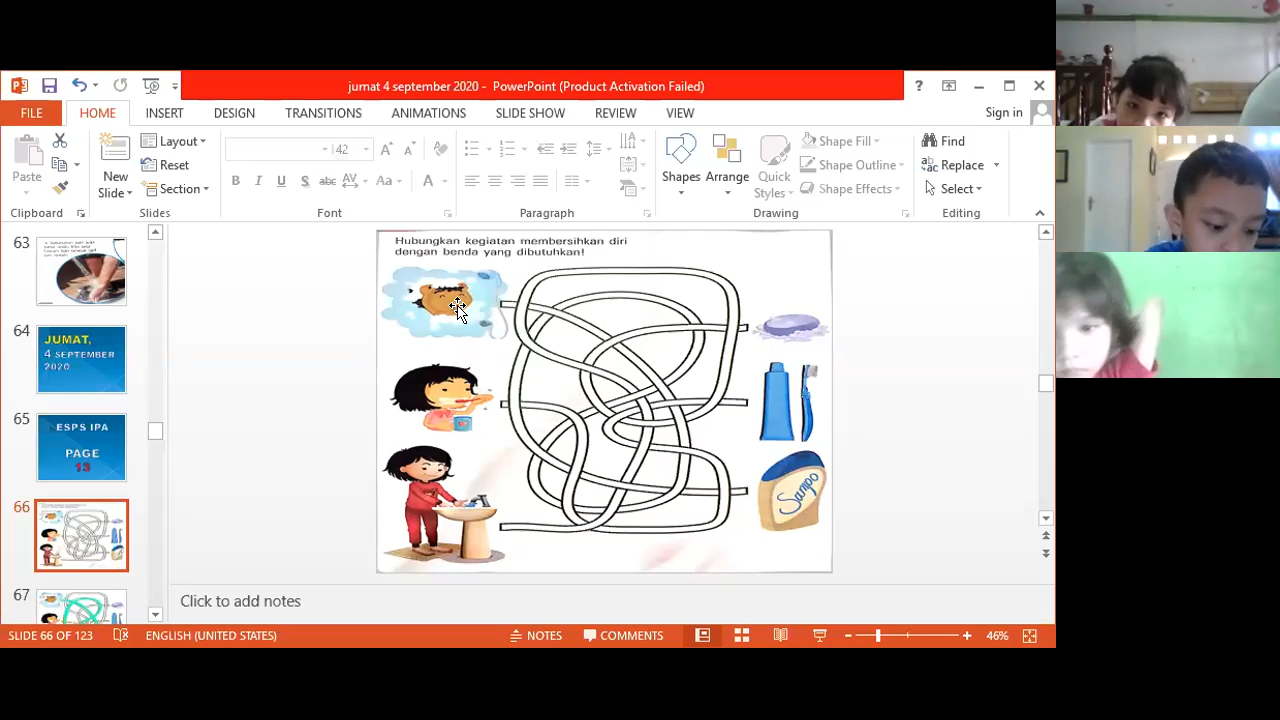 jumat 4 september 2020 - PowerPoint (Product Activation Failed)
FILE HOME INSERT DESIGN TRANSITIONS ANIMATIONS SLIDE SHOW REVIEW VIEW Sign in
Paste
New
Slide
Layout
Reset
Section
42
B I U S abc AV Aa A
Shapes
Arrange
Quick
Styles
Shape Fill
Shape Outline
Shape Effects
Find
Replace
Select
Clipboard Slides Font Paragraph Drawing Editing
63
64
JUMAT,
4 SEPTEMBER
2020
65
ESPS IPA
PAGE
13
66
67
Hubungkan kegiatan membersihkan diri
dengan benda yang dibutuhkan!
Sampo
Click to add notes
SLIDE 66 OF 123 ENGLISH (UNITED STATES) NOTES COMMENTS 46%